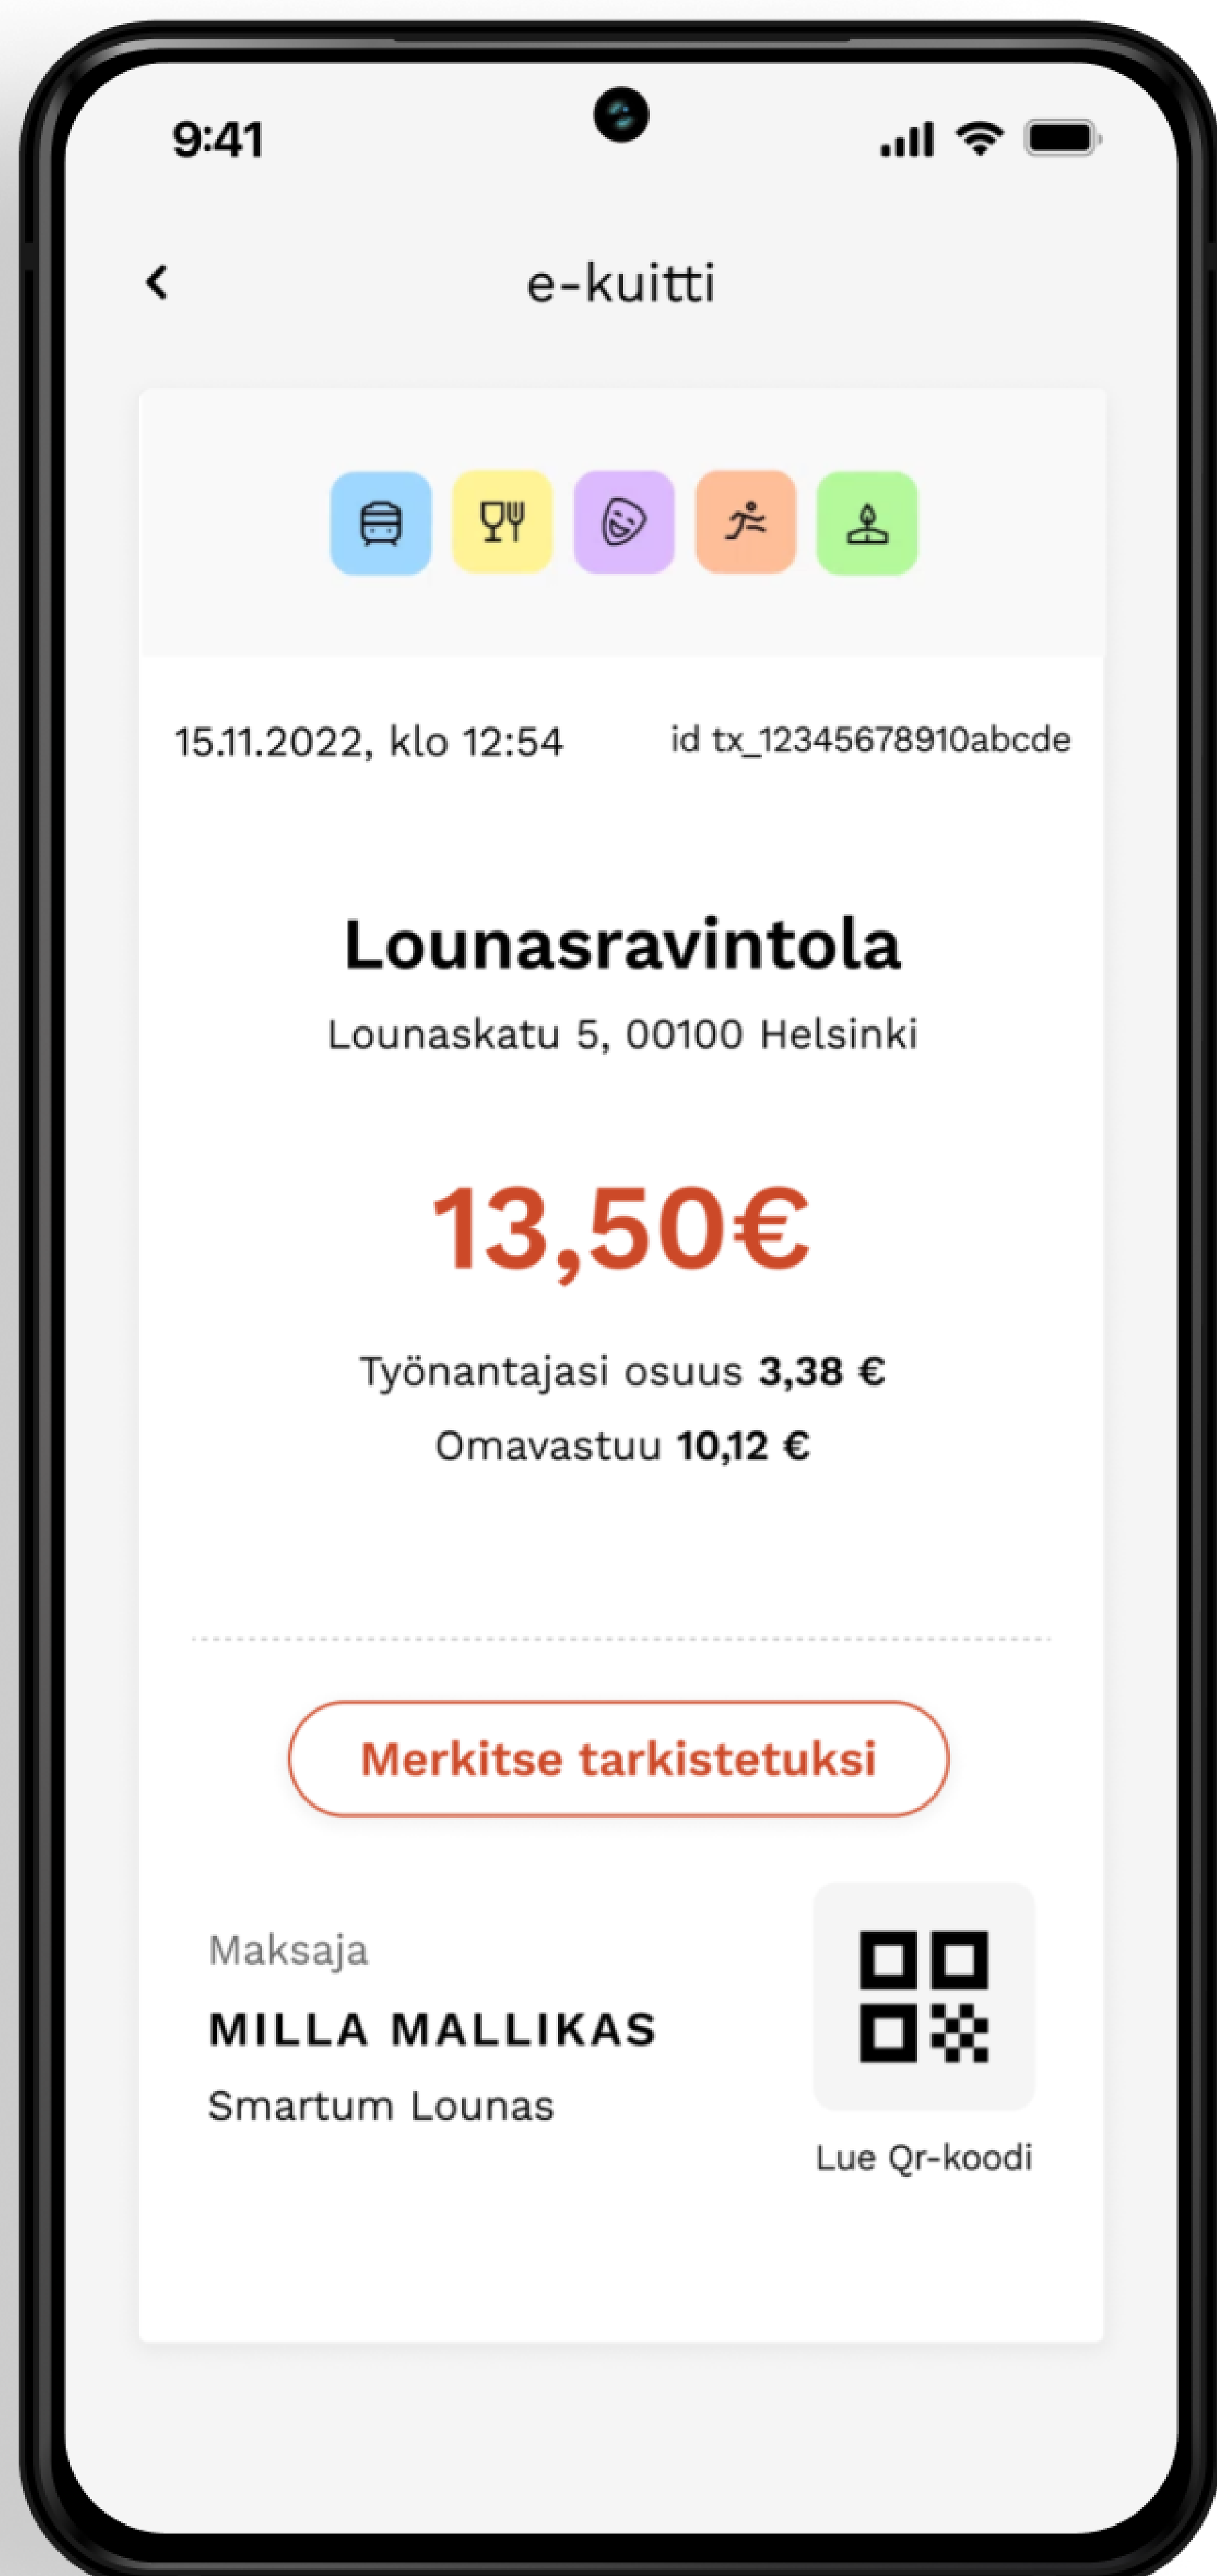 9:41
e-kuitti
15.11.2022, klo 12:54
id tx_12345678910abcde
Lounasravintola
Lounaskatu 5, 00100 Helsinki
13,50€
Työnantajasi osuus 3,38 €
Omavastuu 10,12 €
Merkitse tarkistetuksi
Maksaja
MILLA MALLIKAS
Smartum Lounas
Lue Qr-koodi